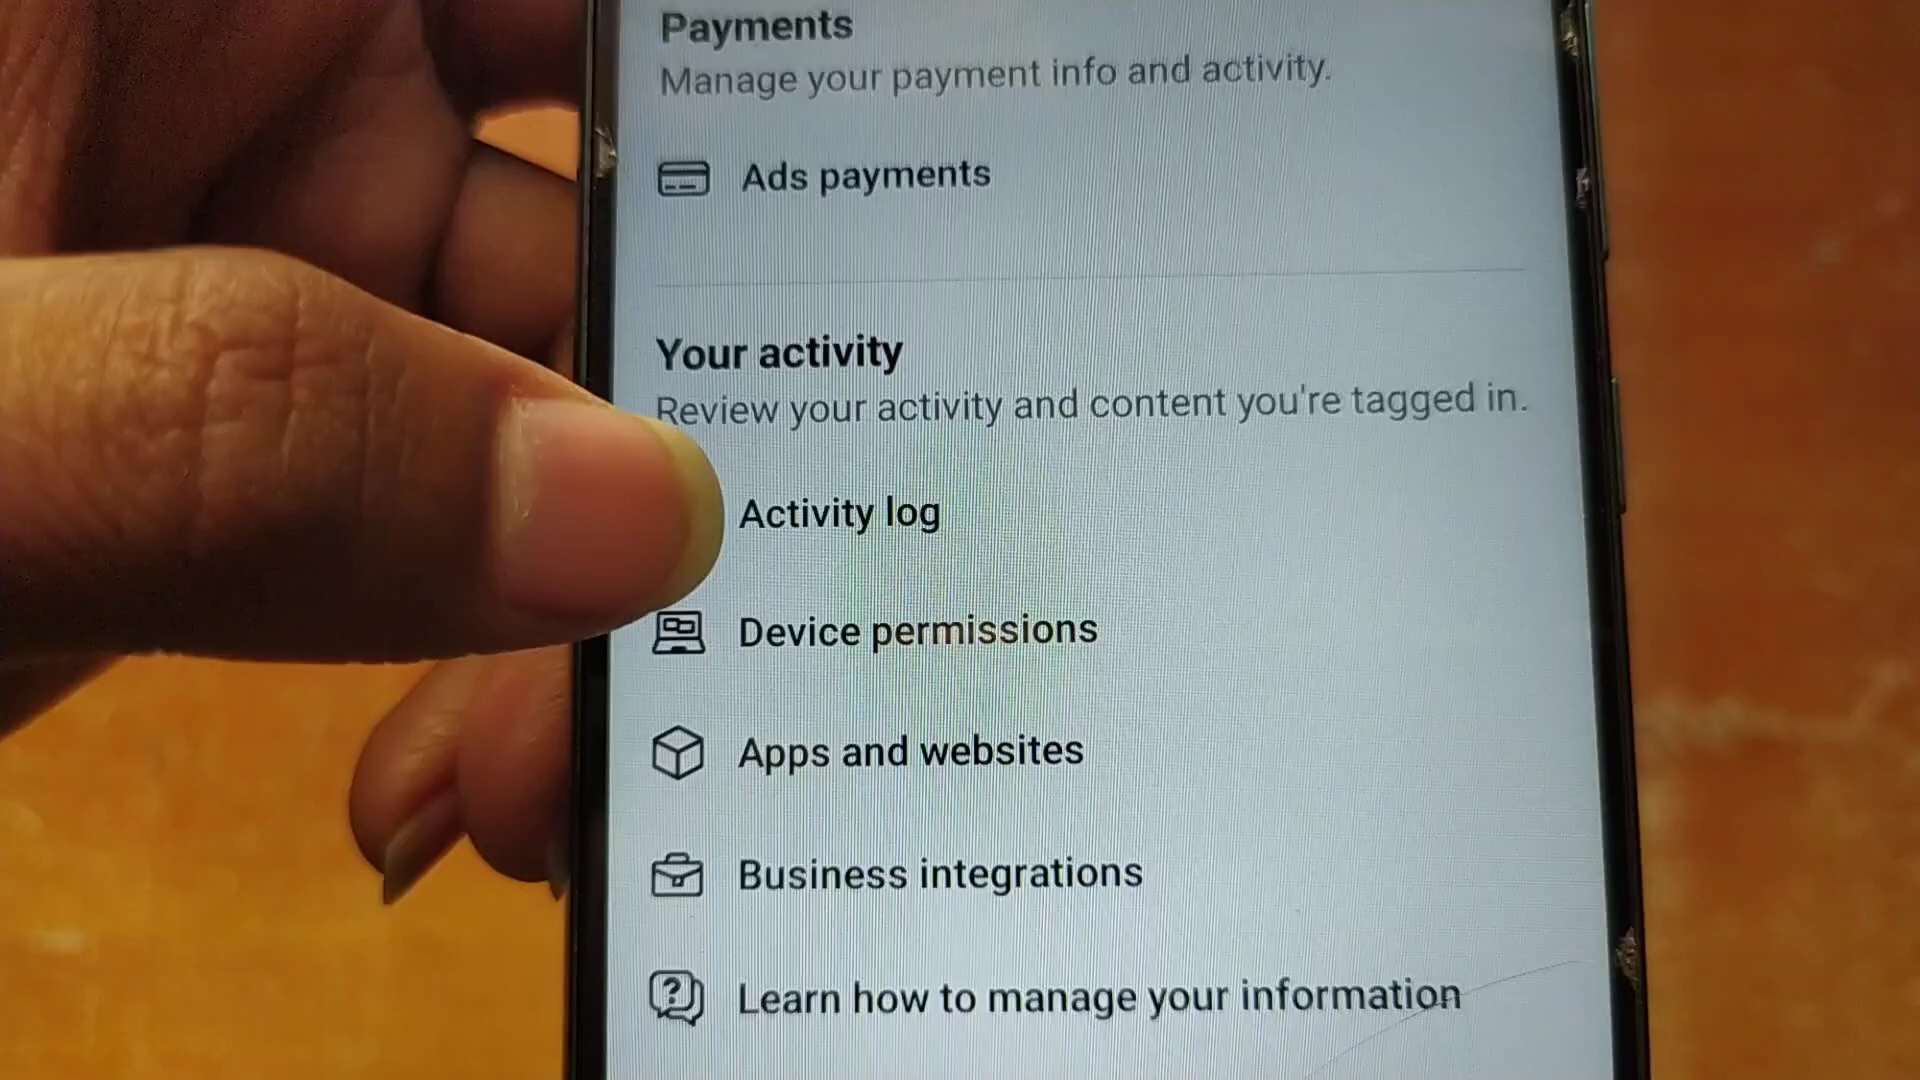 Payments
Manage your payment info and activity.
Ads payments
Your activity
Review your activity and content you're tagged in.
Activity log
Device permissions
Apps and websites
Business integrations
Learn how to manage your information